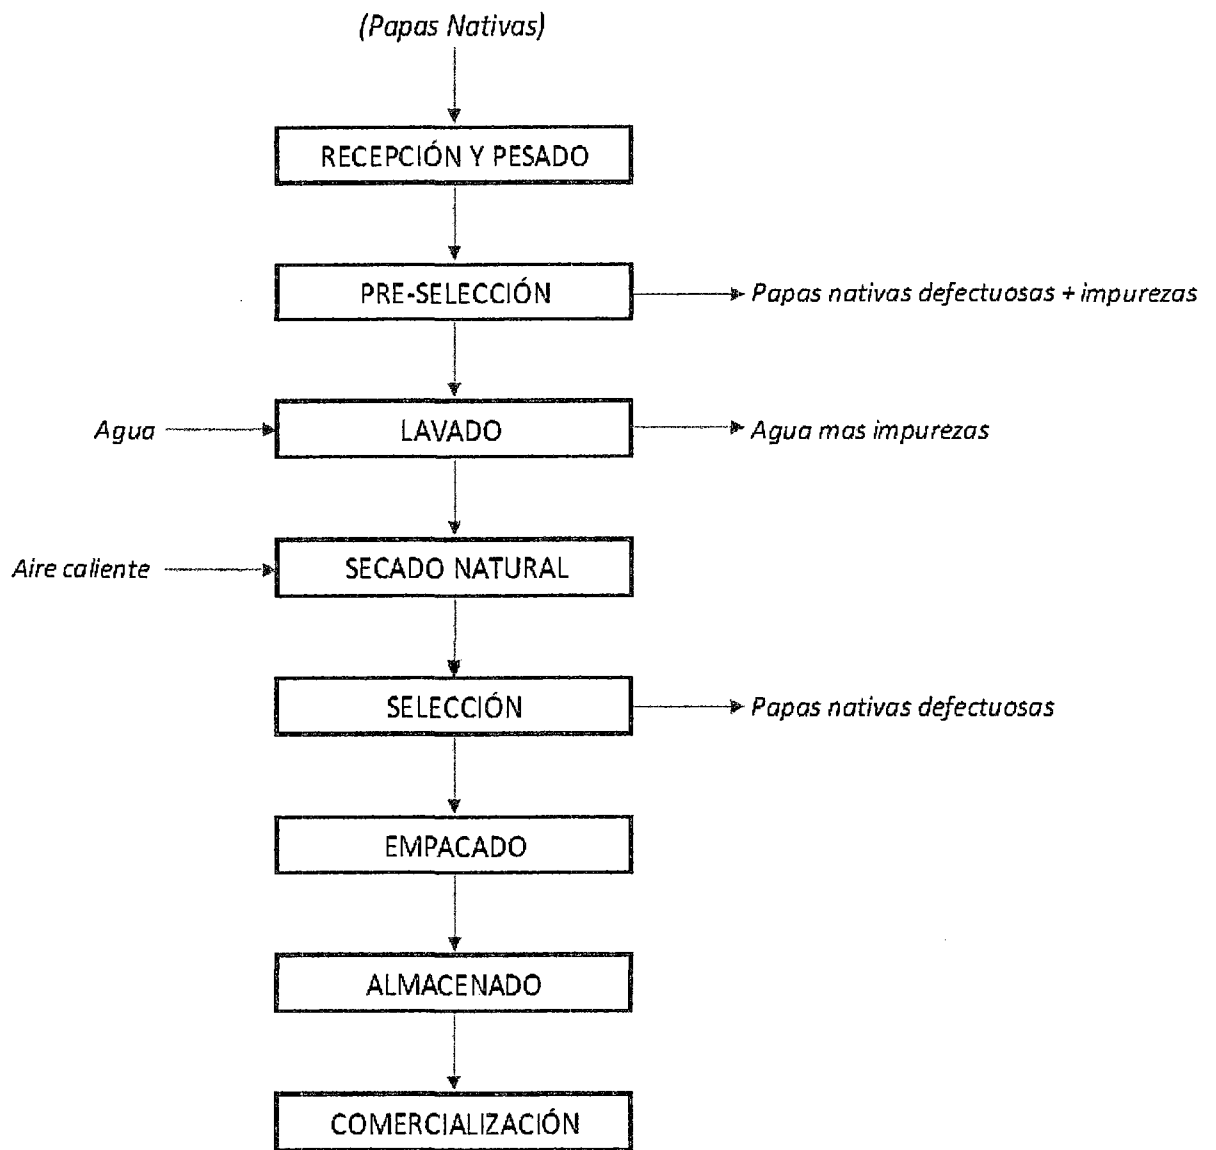 (Papas Nativas)
RECEPCIÓN Y PESADO
PRE-SELECCIÓN
Papas nativas defectuosas + impurezas
Agua
LAVADO
Agua mas impurezas
Aire caliente
SECADO NATURAL
SELECCIÓN
Papas nativas defectuosas
EMPACADO
ALMACENADO
COMERCIALIZACIÓN